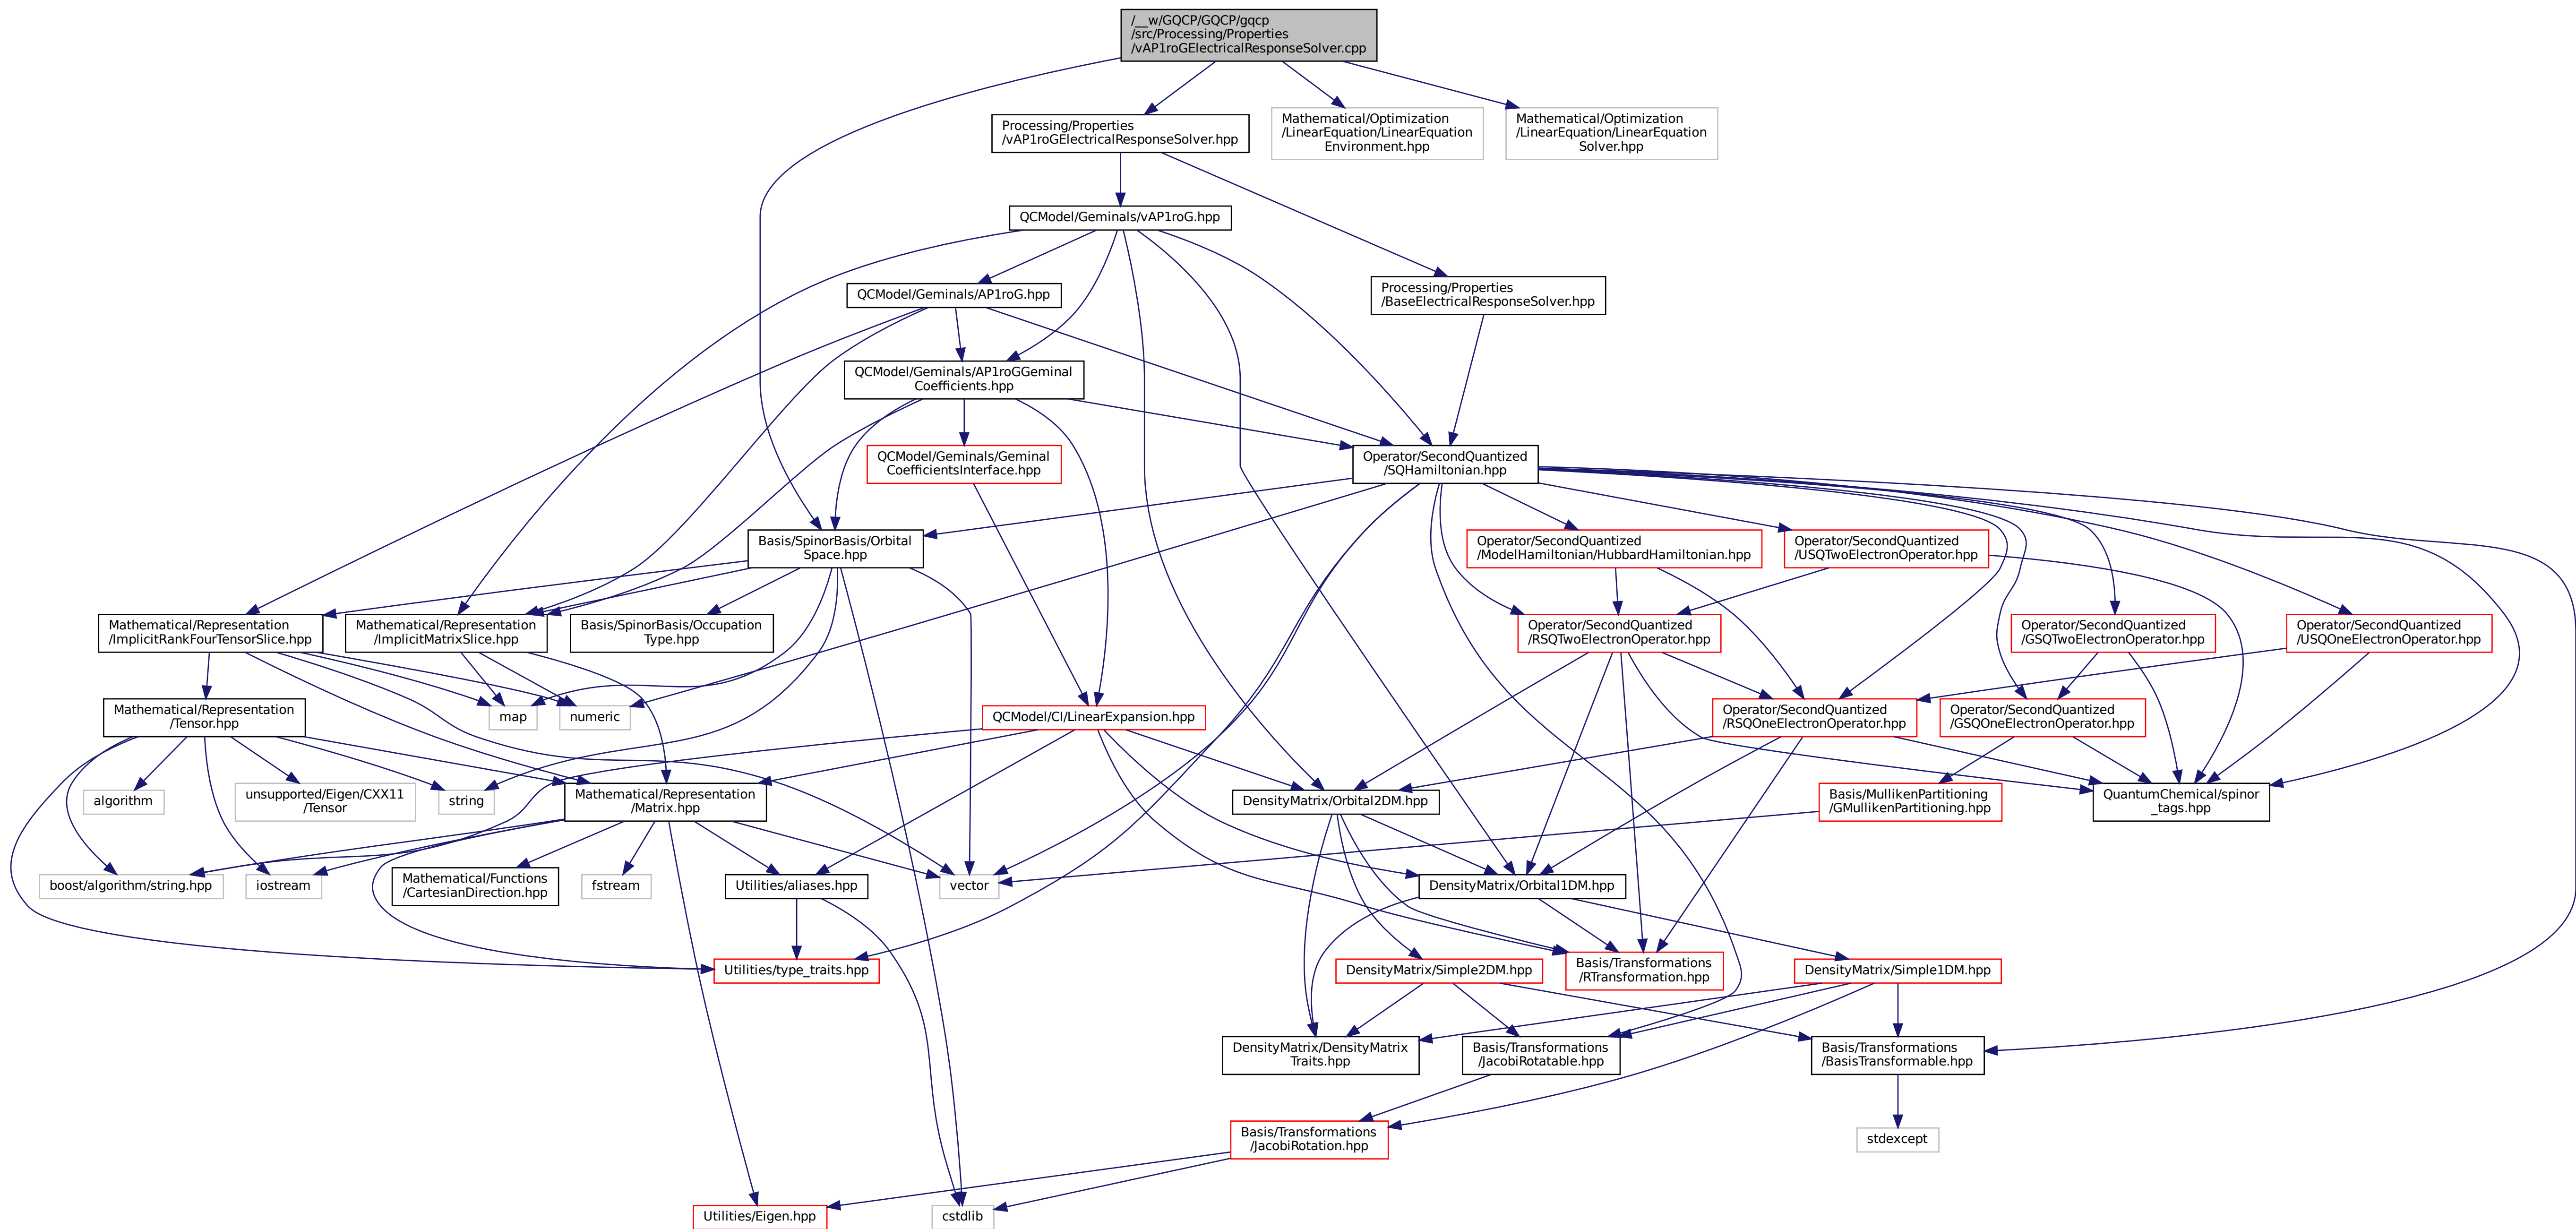 /__w/GQCP/GQCP/gqcp
/src/Processing/Properties
/vAP1roGElectricalResponseSolver.cpp
Processing/Properties
/vAP1roGElectricalResponseSolver.hpp
Mathematical/Optimization
/LinearEquation/LinearEquation
Environment.hpp
Mathematical/Optimization
/LinearEquation/LinearEquation
Solver.hpp
QCModel/Geminals/vAP1roG.hpp
QCModel/Geminals/AP1roG.hpp
Processing/Properties
/BaseElectricalResponseSolver.hpp
QCModel/Geminals/AP1roGGeminal
Coefficients.hpp
QCModel/Geminals/Geminal
CoefficientsInterface.hpp
Operator/SecondQuantized
/SQHamiltonian.hpp
Basis/SpinorBasis/Orbital
Space.hpp
Operator/SecondQuantized
/ModelHamiltonian/HubbardHamiltonian.hpp
Operator/SecondQuantized
/USQTwoElectronOperator.hpp
Mathematical/Representation
/ImplicitRankFourTensorSlice.hpp
Mathematical/Representation
/ImplicitMatrixSlice.hpp
Basis/SpinorBasis/Occupation
Type.hpp
Operator/SecondQuantized
/RSQTwoElectronOperator.hpp
Operator/SecondQuantized
/GSQTwoElectronOperator.hpp
Operator/SecondQuantized
/USQOneElectronOperator.hpp
Mathematical/Representation
/Tensor.hpp
map
numeric
QCModel/CI/LinearExpansion.hpp
Operator/SecondQuantized
/RSQOneElectronOperator.hpp
Operator/SecondQuantized
/GSQOneElectronOperator.hpp
algorithm
unsupported/Eigen/CXX11
/Tensor
string
Mathematical/Representation
/Matrix.hpp
DensityMatrix/Orbital2DM.hpp
Basis/MullikenPartitioning
/GMullikenPartitioning.hpp
QuantumChemical/spinor
_tags.hpp
boost/algorithm/string.hpp
iostream
Mathematical/Functions
/CartesianDirection.hpp
fstream
Utilities/aliases.hpp
vector
DensityMatrix/Orbital1DM.hpp
Utilities/type_traits.hpp
DensityMatrix/Simple2DM.hpp
Basis/Transformations
/RTransformation.hpp
DensityMatrix/Simple1DM.hpp
DensityMatrix/DensityMatrix
Traits.hpp
Basis/Transformations
/JacobiRotatable.hpp
Basis/Transformations
/BasisTransformable.hpp
Basis/Transformations
/JacobiRotation.hpp
stdexcept
Utilities/Eigen.hpp
cstdlib